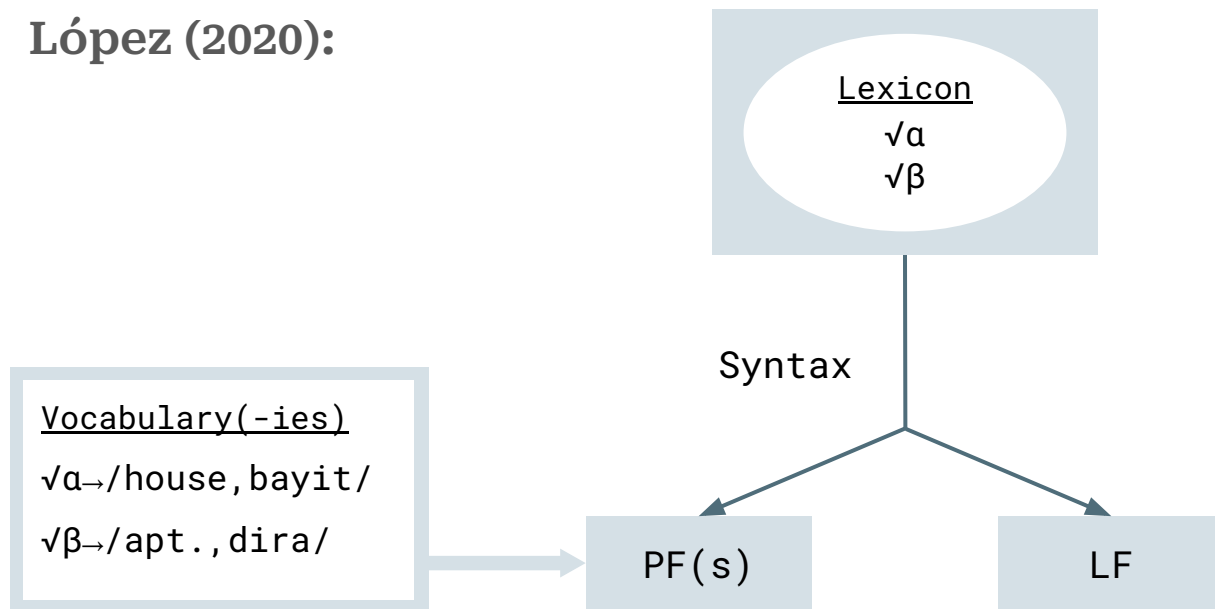 López (2020):
Lexicon
√α
√β
Syntax
Vocabulary(-ies)
√α→/house,bayit/
√β→/apt.,dira/
PF(s)
LF